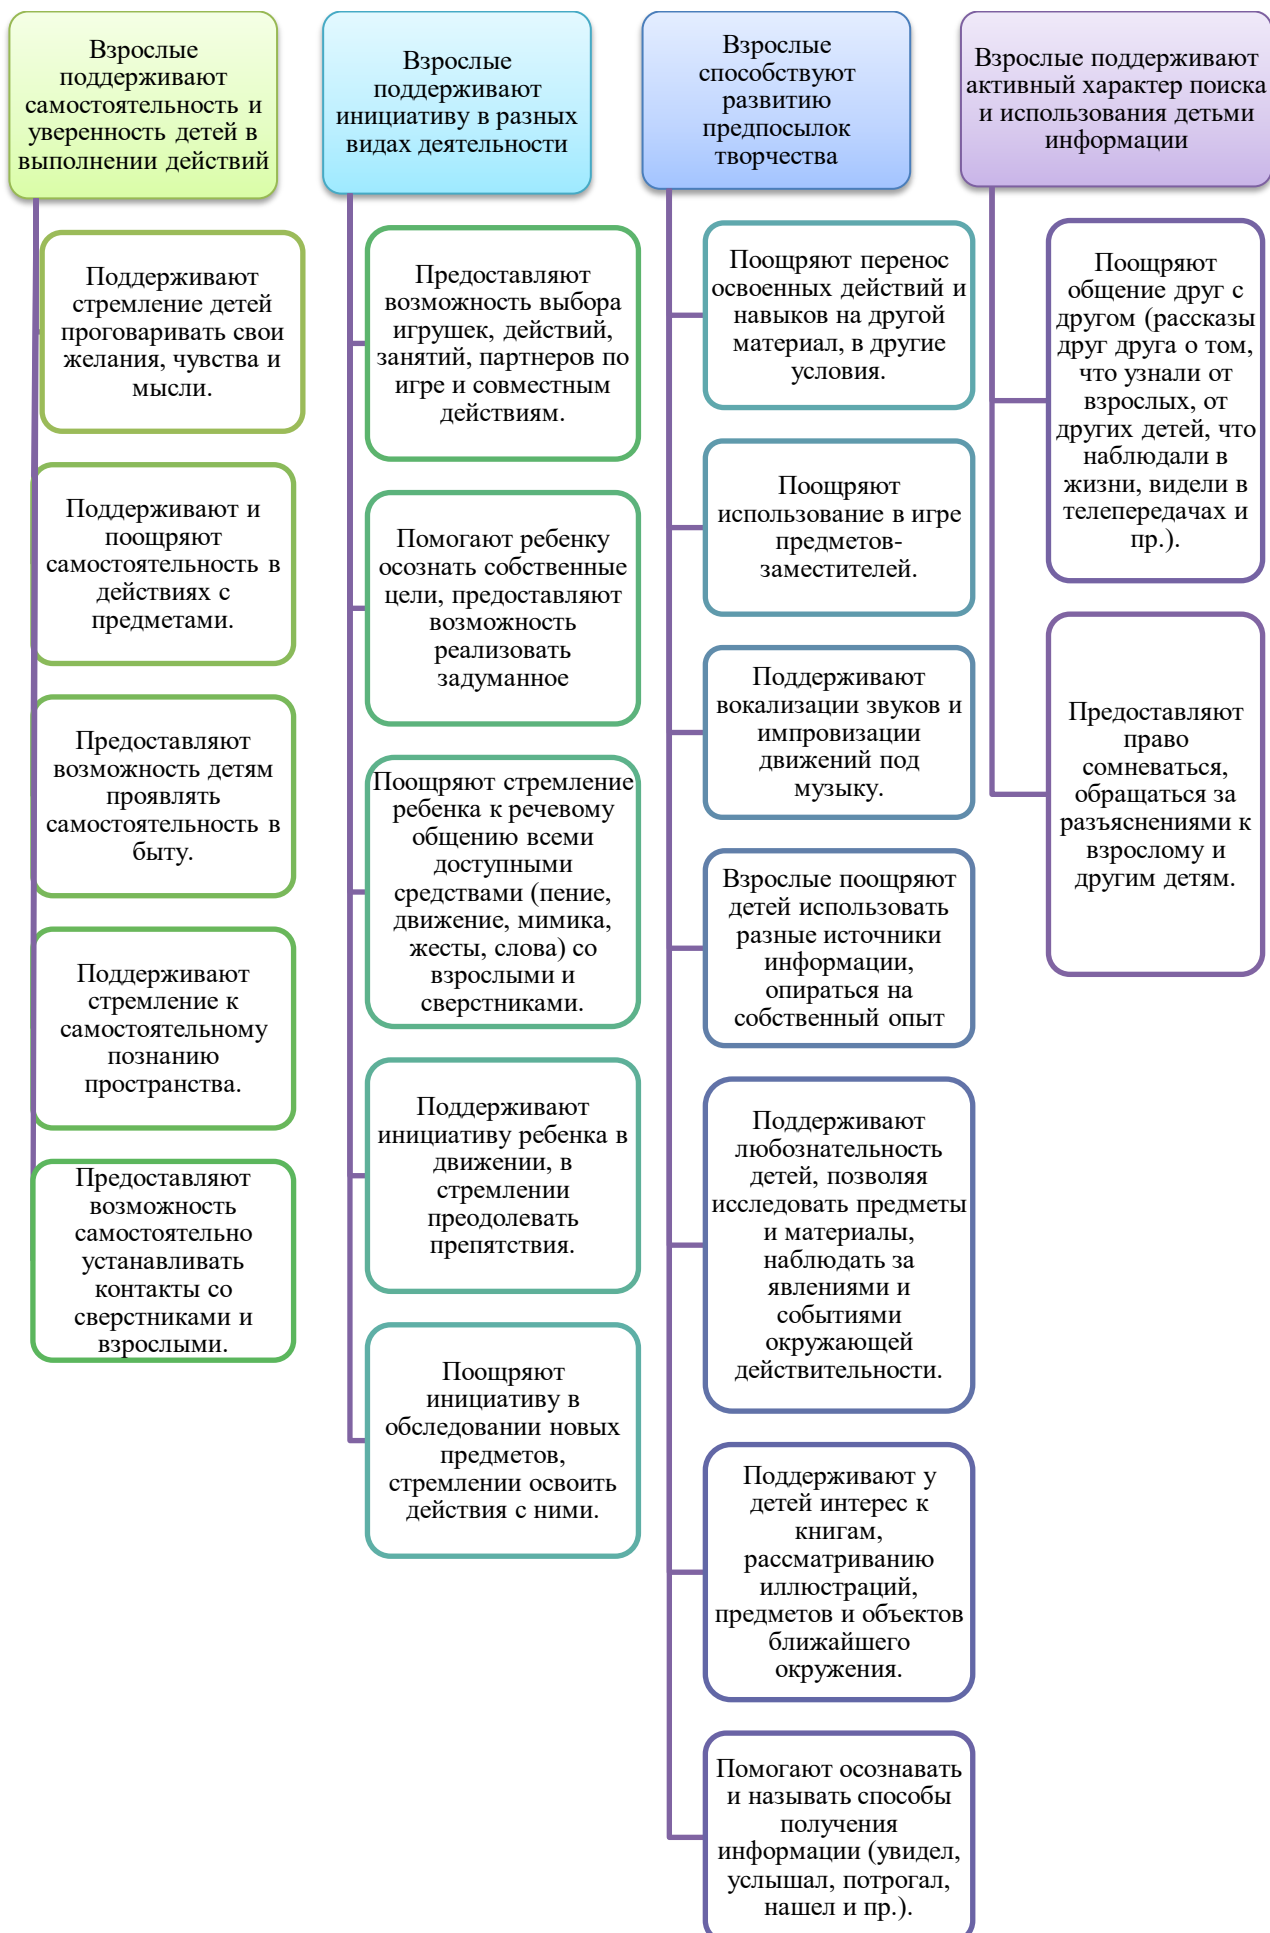 Взрослые
поддерживают
самостоятельность и
уверенность детей в
выполнении действий
Поддерживают
стремление детей
проговаривать свои
желания, чувства и
мысли.
Поддерживают и
поощряют
самостоятельность в
действиях с
предметами.
Предоставляют
возможность детям
проявлять
самостоятельность в
быту.
Поддерживают
стремление к
самостоятельному
познанию
пространства.
Предоставляют
возможность
самостоятельно
устанавливать
контакты со
сверстниками и
взрослыми.
Взрослые
поддерживают
инициативу в разных
видах деятельности
Предоставляют
возможность выбора
игрушек, действий,
занятий, партнеров по
игре и совместным
действиям.
Помогают ребенку
осознать собственные
цели, предоставляют
возможность
реализовать
задуманное
Поощряют стремление
ребенка к речевому
общению всеми
доступными
средствами (пение,
движение, мимика,
жесты, слова) со
взрослыми и
сверстниками.
Поддерживают
инициативу ребенка в
движении, в
стремлении
преодолевать
препятствия.
Поощряют
инициативу в
обследовании новых
предметов,
стремлении освоить
действия с ними.
Взрослые
способствуют
развитию
предпосылок
творчества
Поощряют перенос
освоенных действий и
навыков на другой
материал, в другие
условия.
Поощряют
использование в игре
предметов-
заместителей.
Поддерживают
вокализации звуков и
импровизации
движений под
музыку.
Взрослые поощряют
детей использовать
разные источники
информации,
опираться на
собственный опыт
Поддерживают
любознательность
детей, позволяя
исследовать предметы
и материалы,
наблюдать за
явлениями и
событиями
окружающей
действительности.
Поддерживают у
детей интерес к
книгам,
рассматриванию
иллюстраций,
предметов и объектов
ближайшего
окружения.
Помогают осознавать
и называть способы
получения
информации (увидел,
услышал, потрогал,
нашел и пр.).
Взрослые поддерживают
активный характер поиска
и использования детьми
информации
Поощряют
общение друг с
другом (рассказы
друг друга о том,
что узнали от
взрослых, от
других детей, что
наблюдали в
жизни, видели в
телепередачах и
пр.).
Предоставляют
право
сомневаться,
обращаться за
разъяснениями к
взрослому и
другим детям.